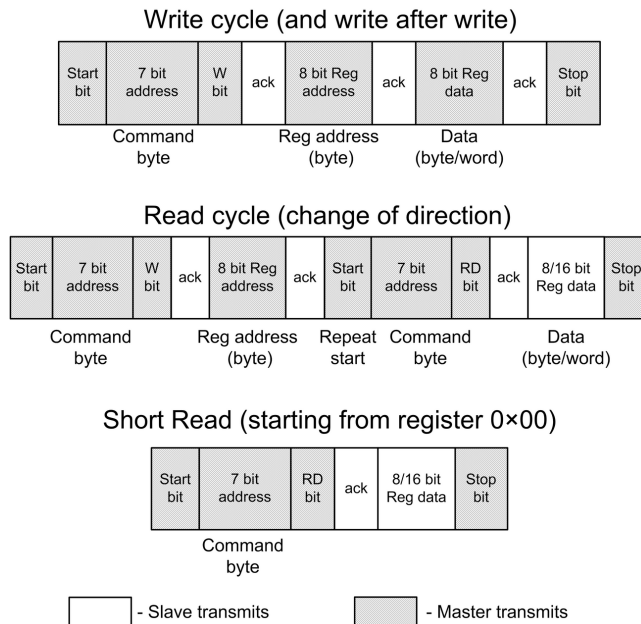 Write cycle (and write after write)
Start bit
7 bit address
W bit
ack
8 bit Reg address
ack
8 bit Reg data
ack
Stop bit
Command byte
Reg address (byte)
Data (byte/word)
Read cycle (change of direction)
Start bit
7 bit address
W bit
ack
8 bit Reg address
ack
Start bit
7 bit address
RD bit
ack
8/16 bit Reg data
Stop bit
Command byte
Reg address (byte)
Repeat start
Command byte
Data (byte/word)
Short Read (starting from register 0×00)
Start bit
7 bit address
RD bit
ack
8/16 bit Reg data
Stop bit
Command byte
- Slave transmits
- Master transmits